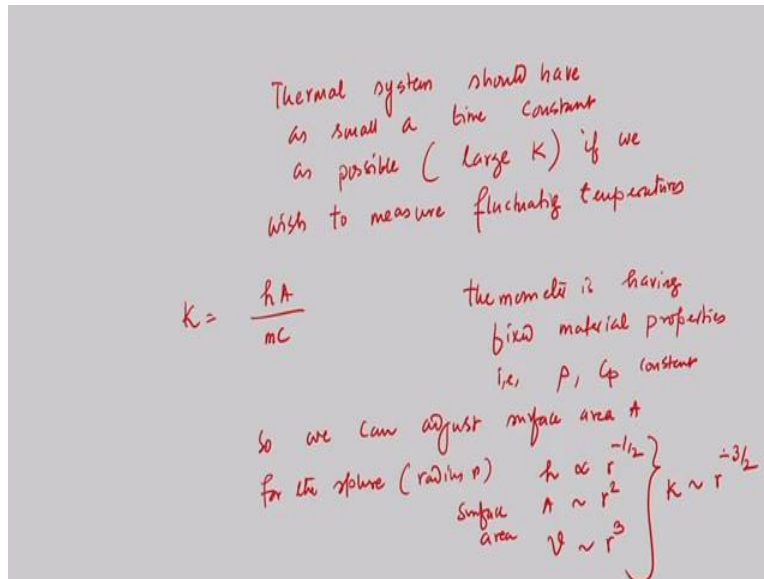 Thermal system should have
as small a time constant
as possible ( large K ) if we
wish to measure fluctuating temperatures
K = hA / mC
thermometer is having
fixed material properties
i.e, ρ, Cp constant
So we can adjust surface area A
for the sphere (radius r) h ∝ r^-1/2
surface area A ~ r^2
V ~ r^3
} K ~ r^-3/2